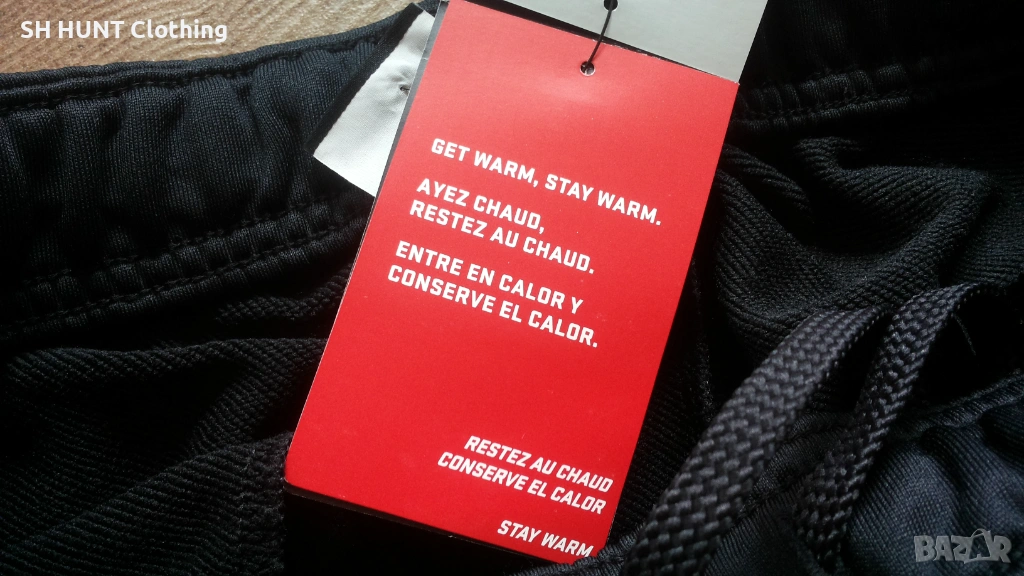 SH HUNT Clothing
GET WARM, STAY WARM.
AYEZ CHAUD,
RESTEZ AU CHAUD.
ENTRE EN CALOR Y
CONSERVE EL CALOR.
RESTEZ AU CHAUD
CONSERVE EL CALOR
STAY WARM
BAZAR